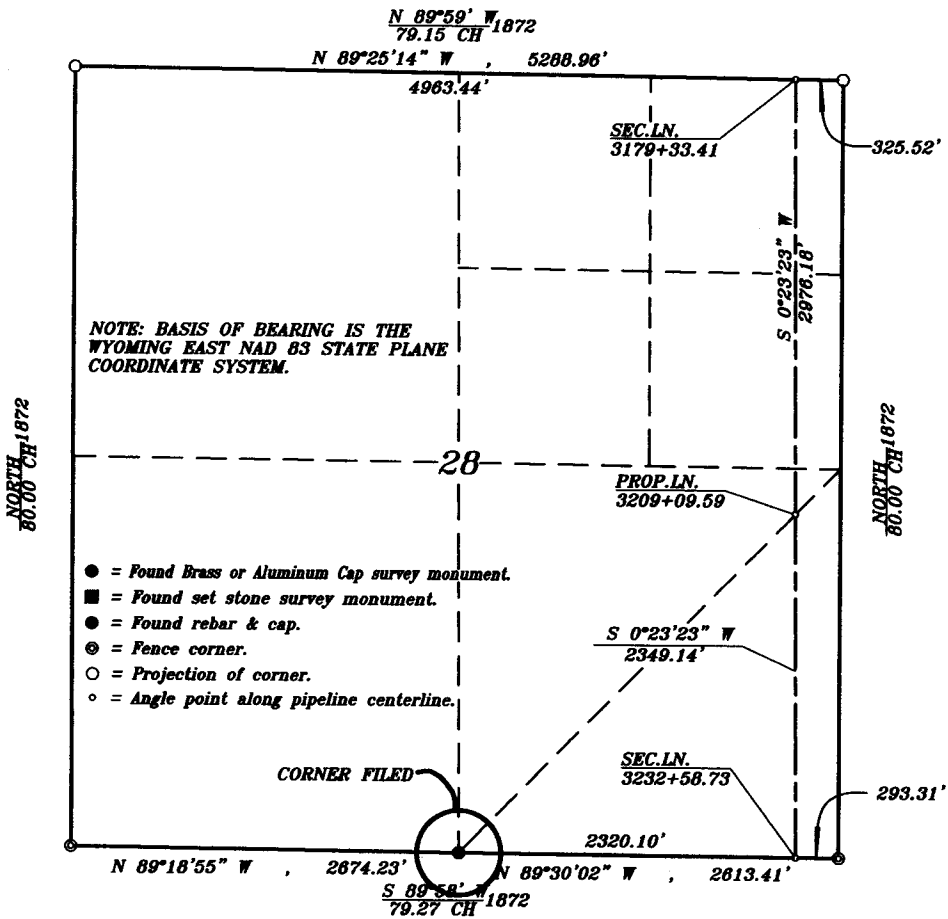 N 89°59' W
79.15 CH 1872
N 89°25'14" W , 5288.96'
4963.44'
SEC.LN.
3179+33.41
325.52'
S 0°23'23" W
2976.18'
NOTE: BASIS OF BEARING IS THE
WYOMING EAST NAD 83 STATE PLANE
COORDINATE SYSTEM.
NORTH
80.00 CH 1872
28
PROP.LN.
3209+09.59
NORTH
80.00 CH 1872
● = Found Brass or Aluminum Cap survey monument.
■ = Found set stone survey monument.
● = Found rebar & cap.
◎ = Fence corner.
○ = Projection of corner.
○ = Angle point along pipeline centerline.
S 0°23'23" W
2349.14'
CORNER FILED
SEC.LN.
3232+58.73
293.31'
2320.10'
N 89°18'55" W , 2674.23'
N 89°30'02" W , 2613.41'
S 89°58' W
79.27 CH 1872